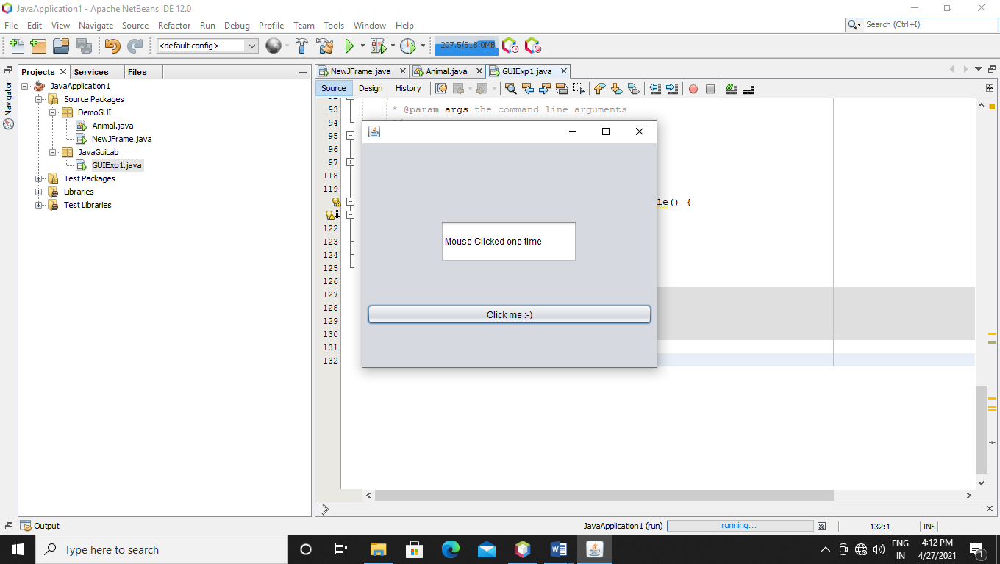 JavaApplication1 - Apache NetBeans IDE 12.0
File Edit View Navigate Source Refactor Run Debug Profile Team Tools Window Help
Search (Ctrl+I)
<default config>
207.5/518.0MB
Navigator
Projects Services Files
JavaApplication1
Source Packages
DemoGUI
Animal.java
NewJFrame.java
JavaGuiLab
GUIExp1.java
Test Packages
Libraries
Test Libraries
NewJFrame.java Animal.java GUIExp1.java
Source Design History
93 * @param args the command line arguments
94
95
96
97
118
119
le() {
122
123
124
125
126
127
128
129
130
131
132
Mouse Clicked one time
Click me :-)
Output
JavaApplication1 (run) running... 132:1 INS
Type here to search
ENG
IN
4:12 PM
4/27/2021
1